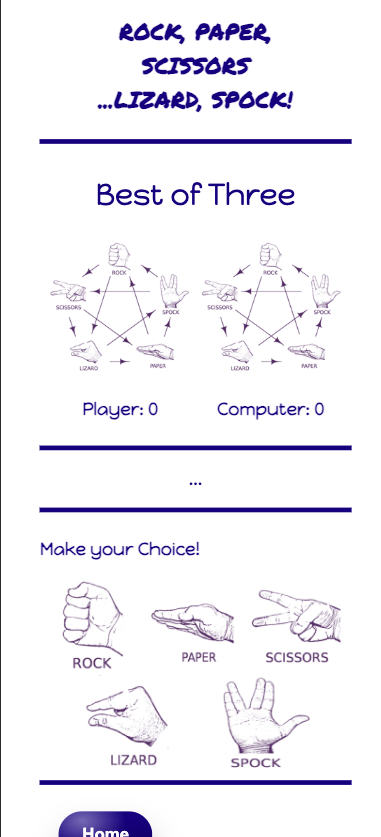 ROCK, PAPER,
SCISSORS
...LIZARD, SPOCK!
Best of Three
ROCK
ROCK
SCISSORS
SPOCK
SCISSORS
SPOCK
LIZARD
PAPER
LIZARD
PAPER
Player: 0
Computer: 0
...
Make your Choice!
ROCK
PAPER
SCISSORS
LIZARD
SPOCK
Home